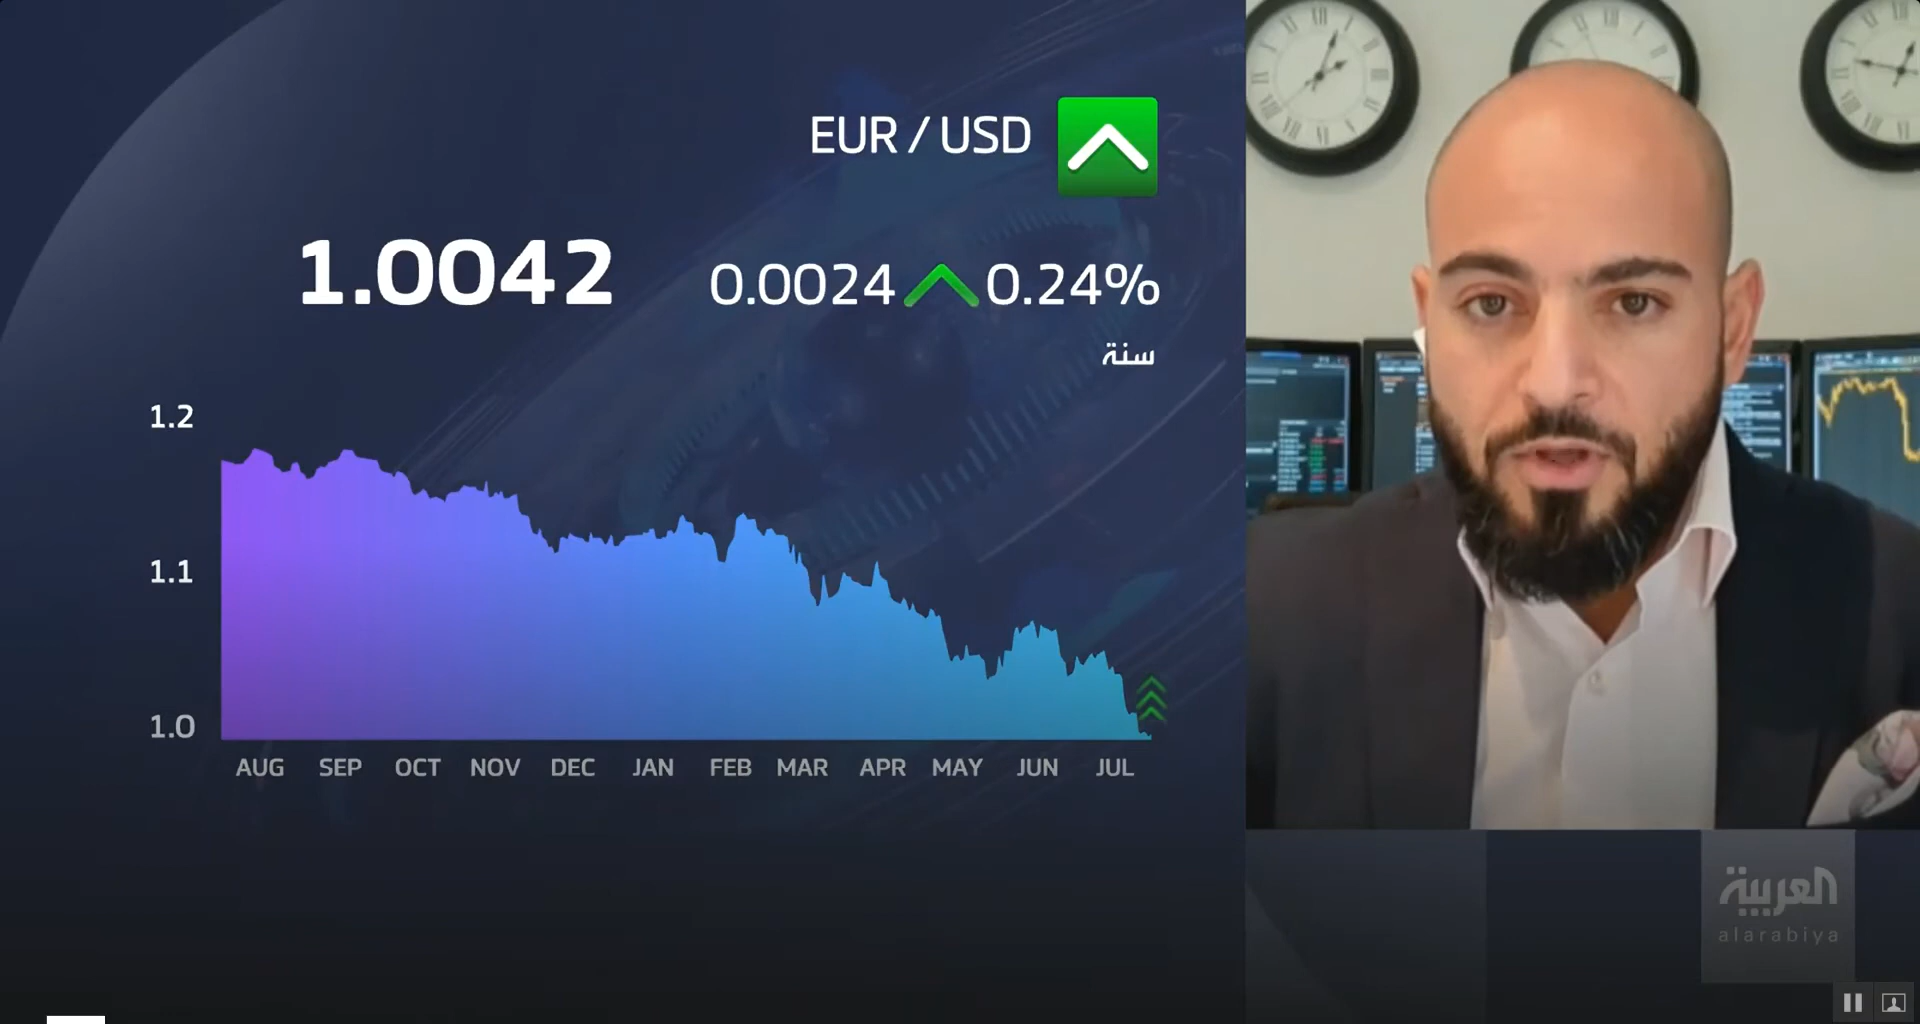 EUR / USD
1.0042
0.0024 0.24%
سنة
1.2
1.1
1.0
AUG SEP OCT NOV DEC JAN FEB MAR APR MAY JUN JUL
العربية
alarabiya